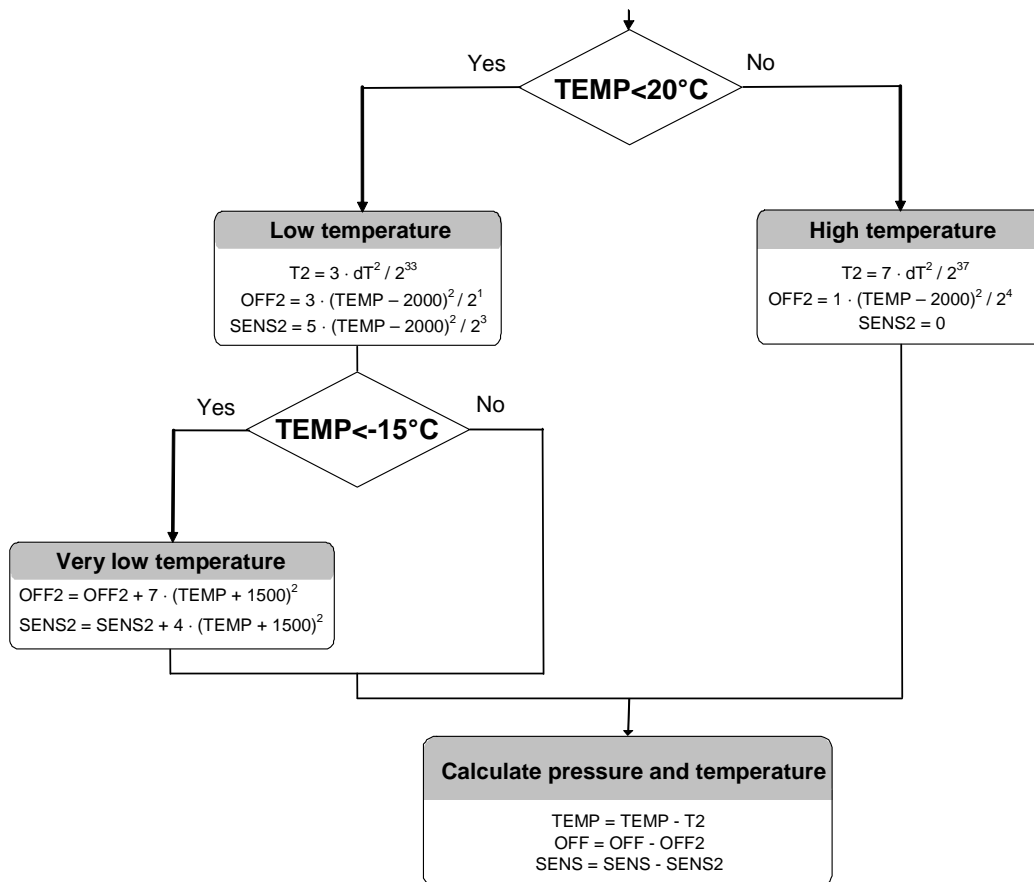 TEMP<20°C
Yes
No
Low temperature
T2 = 3 · dT² / 2³³
OFF2 = 3 · (TEMP – 2000)² / 2¹
SENS2 = 5 · (TEMP – 2000)² / 2³
High temperature
T2 = 7 · dT² / 2³⁷
OFF2 = 1 · (TEMP – 2000)² / 2⁴
SENS2 = 0
TEMP<-15°C
Yes
No
Very low temperature
OFF2 = OFF2 + 7 · (TEMP + 1500)²
SENS2 = SENS2 + 4 · (TEMP + 1500)²
Calculate pressure and temperature
TEMP = TEMP - T2
OFF = OFF - OFF2
SENS = SENS - SENS2